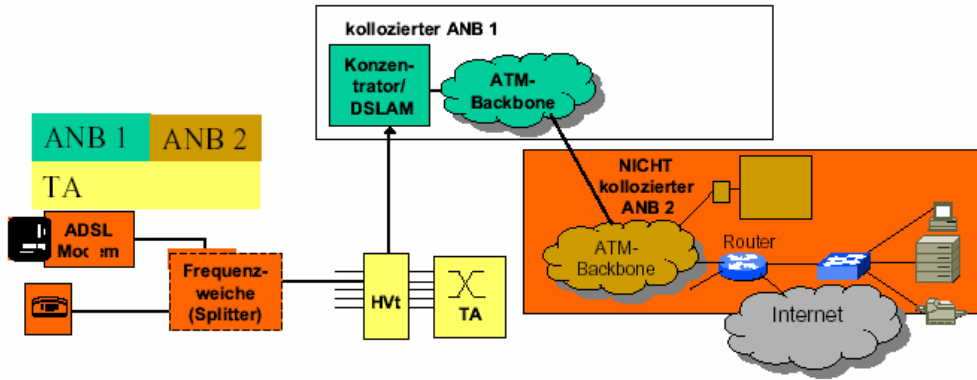 kollozierter ANB 1
Konzen-
trator/
DSLAM
ATM-
Backbone
ANB 1
ANB 2
TA
NICHT
kollozierter
ANB 2
ADSL
Modem
Frequenz-
weiche
(Splitter)
HVt
TA
ATM-
Backbone
Router
Internet